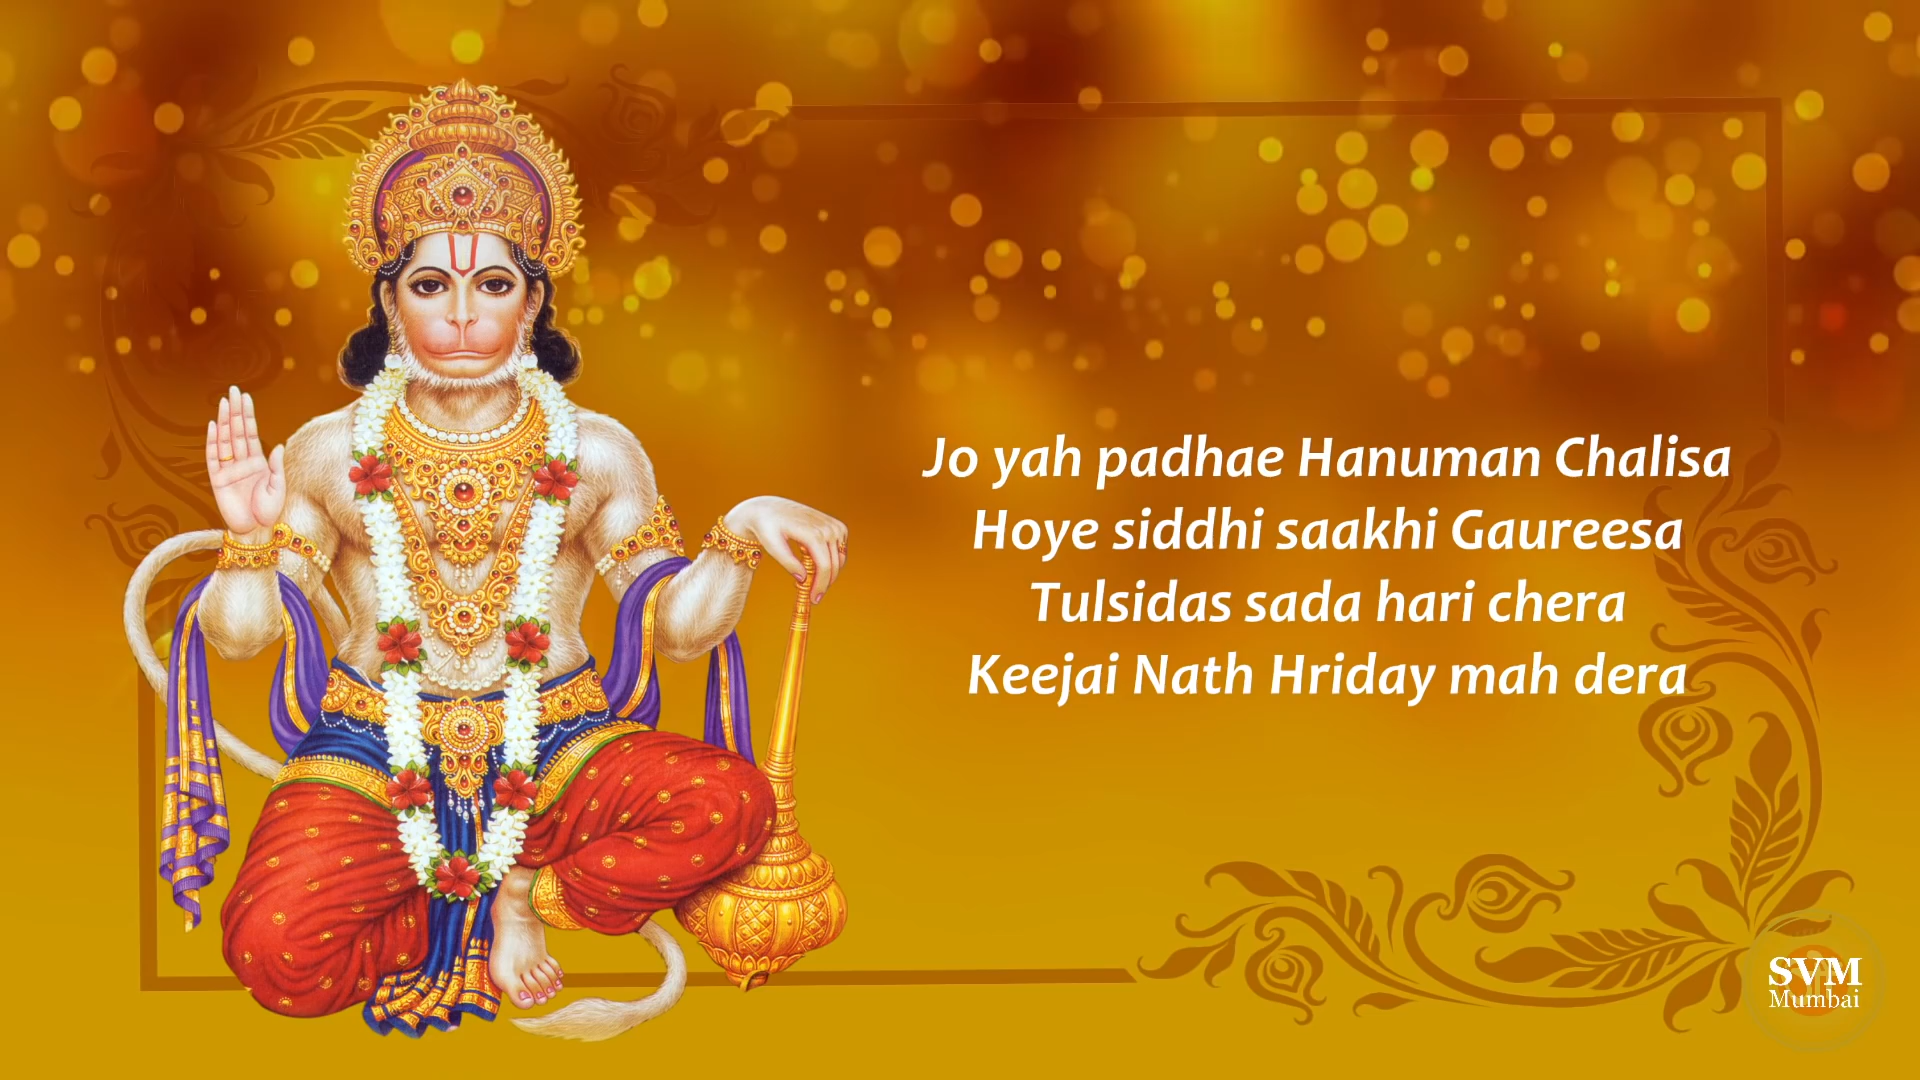 Jo yah padhae Hanuman Chalisa
Hoye siddhi saakhi Gaureesa
Tulsidas sada hari chera
Keejai Nath Hriday mah dera
SVM
Mumbai